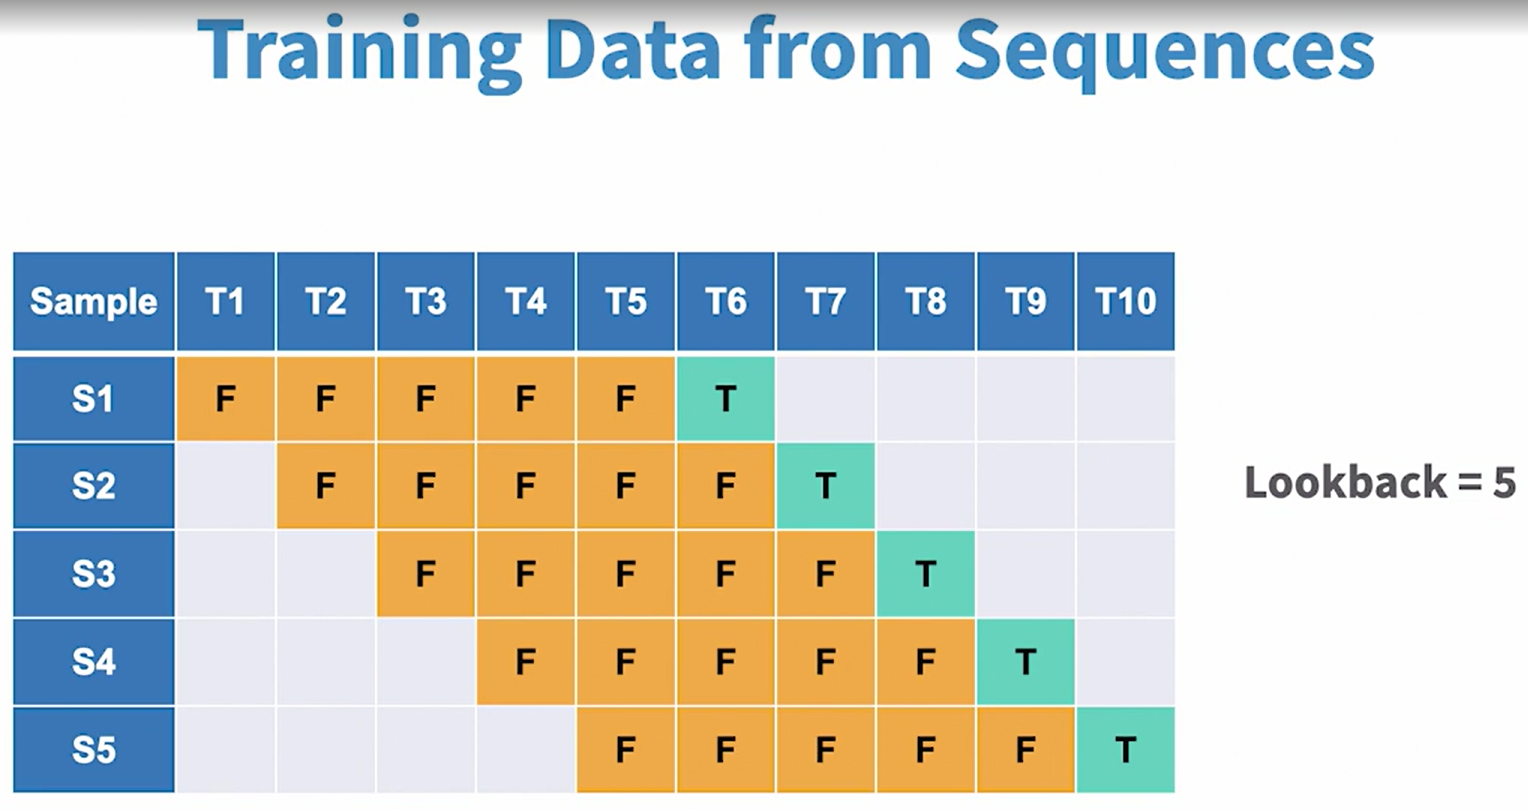 Training Data from Sequences
Sample T1 T2 T3 T4 T5 T6 T7 T8 T9 T10
S1 F F F F F T
S2 F F F F F T
Lookback = 5
S3 F F F F F T
S4 F F F F F T
S5 F F F F F T